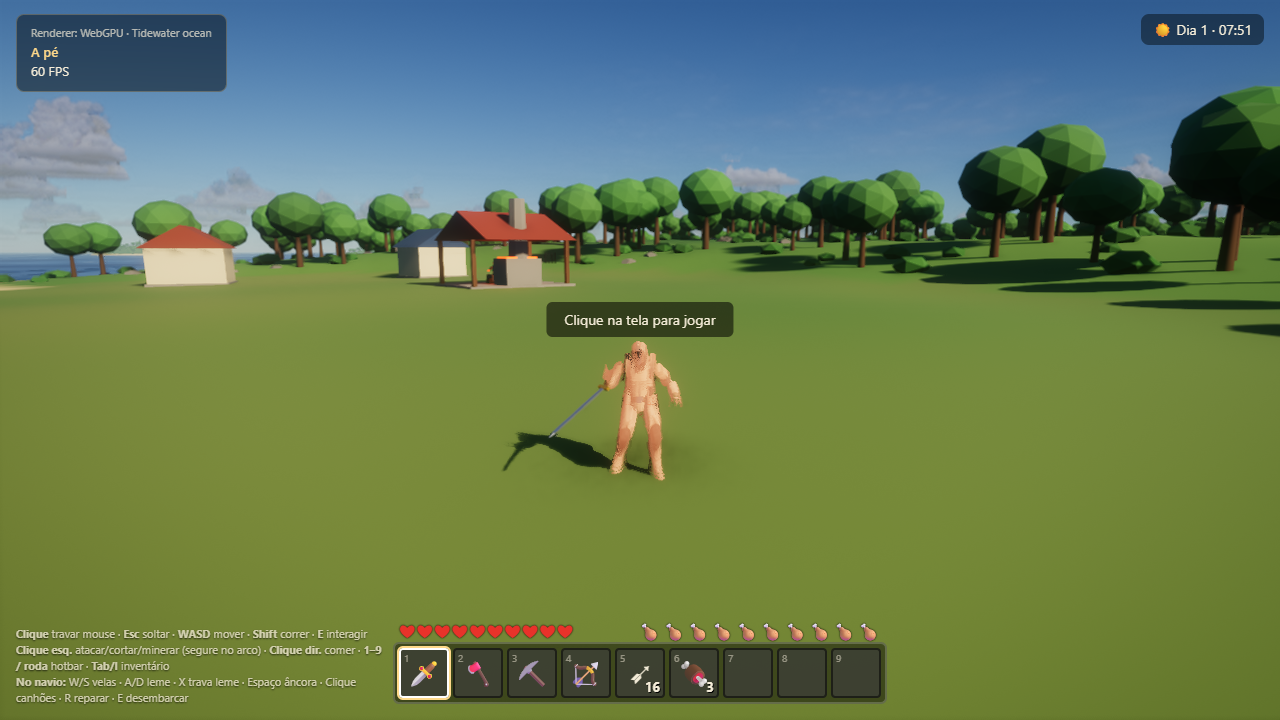 Renderer: WebGPU · Tidewater ocean
A pé
60 FPS
Dia 1 · 07:51
Clique na tela para jogar
Clique travar mouse · Esc soltar · WASD mover · Shift correr · E interagir
Clique esq. atacar/cortar/minerar (segure no arco) · Clique dir. comer · 1–9
/ roda hotbar · Tab/I inventário
No navio: W/S velas · A/D leme · X trava leme · Espaço âncora · Clique
canhões · R reparar · E desembarcar
1 2 3 4 5 6 7 8 9
16 3